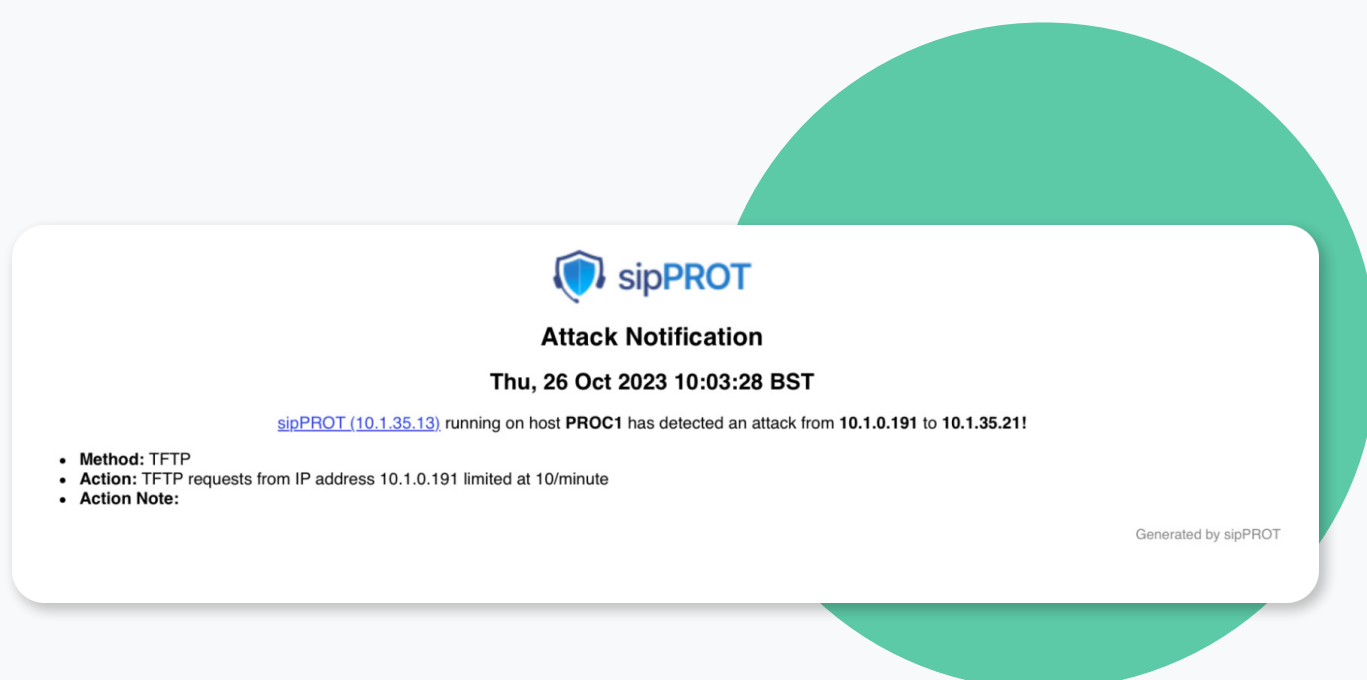 sipPROT
Attack Notification
Thu, 26 Oct 2023 10:03:28 BST
sipPROT (10.1.35.13) running on host PROC1 has detected an attack from 10.1.0.191 to 10.1.35.21!
• Method: TFTP
• Action: TFTP requests from IP address 10.1.0.191 limited at 10/minute
• Action Note:
Generated by sipPROT